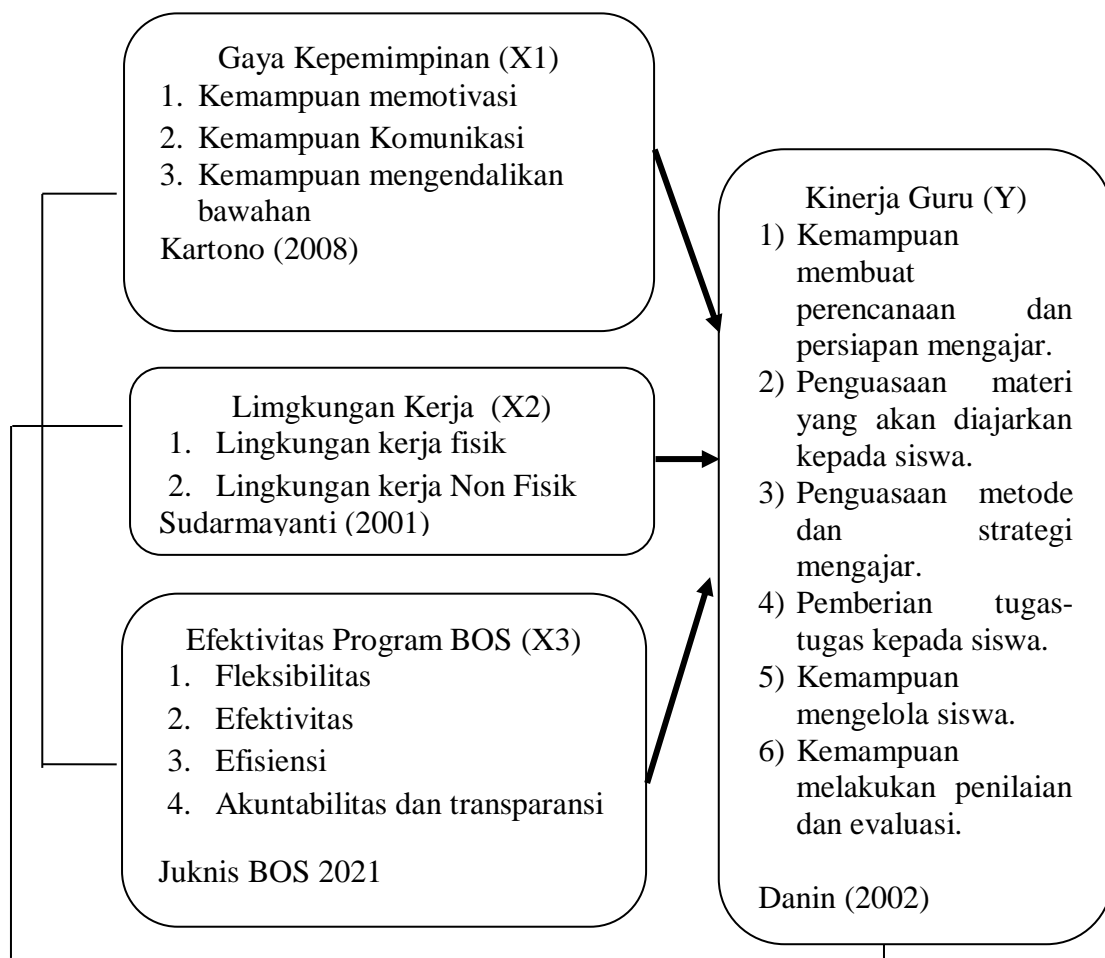 Gaya Kepemimpinan (X1)
1. Kemampuan memotivasi
2. Kemampuan Komunikasi
3. Kemampuan mengendalikan
bawahan
Kartono (2008)
Limgkungan Kerja (X2)
1. Lingkungan kerja fisik
2. Lingkungan kerja Non Fisik
Sudarmayanti (2001)
Efektivitas Program BOS (X3)
1. Fleksibilitas
2. Efektivitas
3. Efisiensi
4. Akuntabilitas dan transparansi
Juknis BOS 2021
Kinerja Guru (Y)
1) Kemampuan
membuat
perencanaan dan
persiapan mengajar.
2) Penguasaan materi
yang akan diajarkan
kepada siswa.
3) Penguasaan metode
dan strategi
mengajar.
4) Pemberian tugas-
tugas kepada siswa.
5) Kemampuan
mengelola siswa.
6) Kemampuan
melakukan penilaian
dan evaluasi.
Danin (2002)